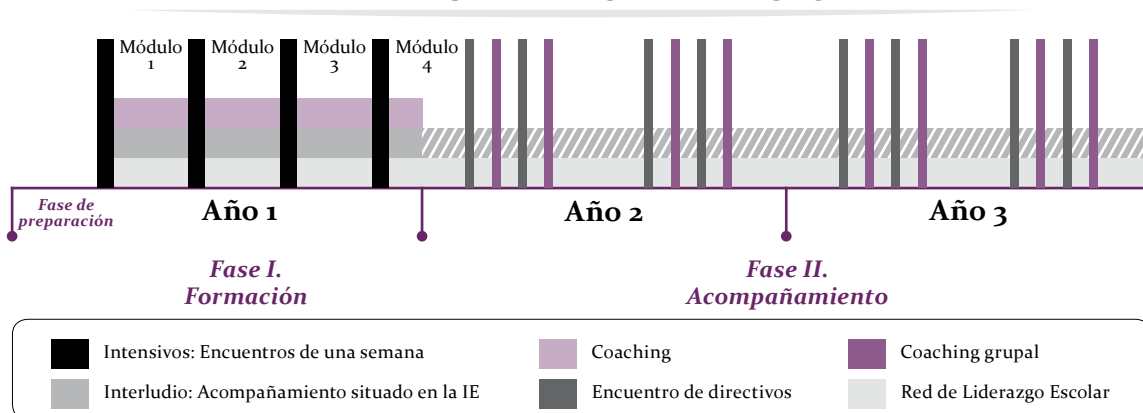 Módulo
1
Módulo
2
Módulo
3
Módulo
4
Fase de
preparación
Año 1
Año 2
Año 3
Fase I.
Formación
Fase II.
Acompañamiento
Intensivos: Encuentros de una semana
Coaching
Coaching grupal
Interludio: Acompañamiento situado en la IE
Encuentro de directivos
Red de Liderazgo Escolar